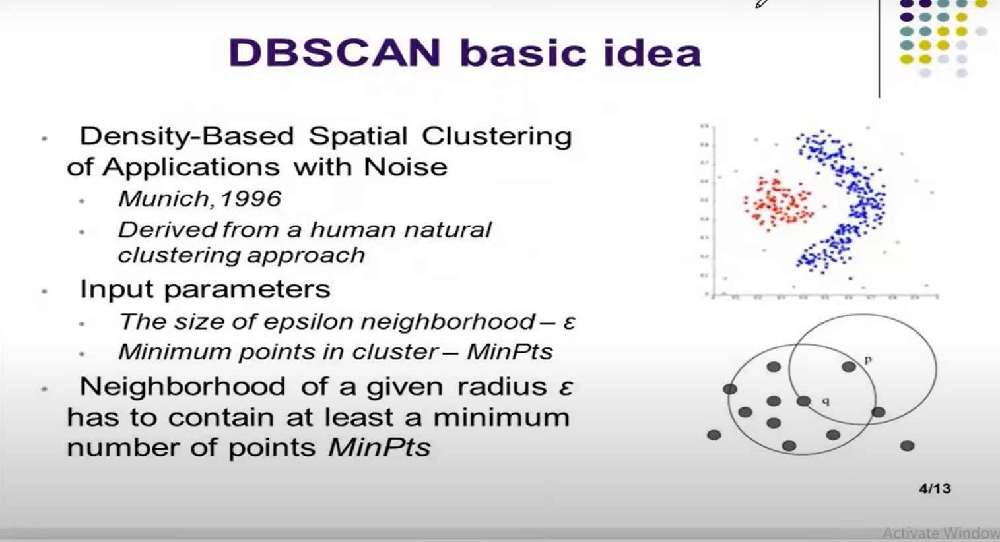 DBSCAN basic idea
Density-Based Spatial Clustering
of Applications with Noise
Munich, 1996
Derived from a human natural
clustering approach
Input parameters
The size of epsilon neighborhood – ε
Minimum points in cluster – MinPts
Neighborhood of a given radius ε
has to contain at least a minimum
number of points MinPts
p
q
4/13
Activate Window